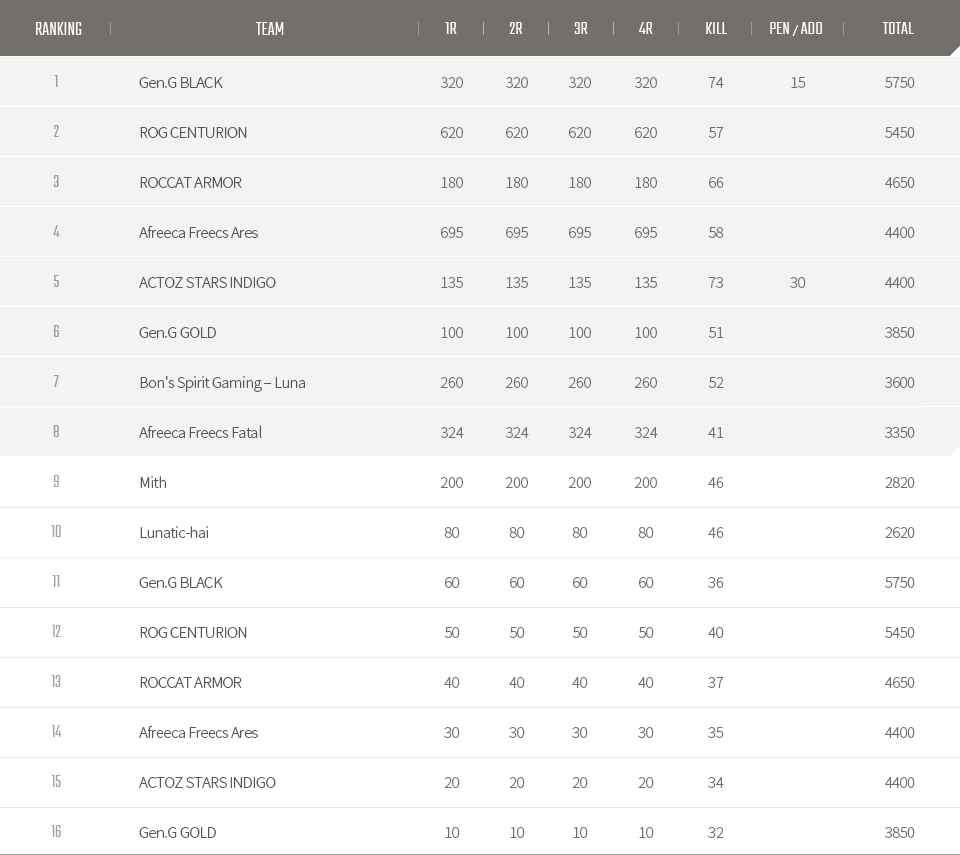 RANKING TEAM 1R 2R 3R 4R KILL PEN / ADD TOTAL
1 Gen.G BLACK 320 320 320 320 74 15 5750
2 ROG CENTURION 620 620 620 620 57 5450
3 ROCCAT ARMOR 180 180 180 180 66 4650
4 Afreeca Freecs Ares 695 695 695 695 58 4400
5 ACTOZ STARS INDIGO 135 135 135 135 73 30 4400
6 Gen.G GOLD 100 100 100 100 51 3850
7 Bon's Spirit Gaming – Luna 260 260 260 260 52 3600
8 Afreeca Freecs Fatal 324 324 324 324 41 3350
9 Mith 200 200 200 200 46 2820
10 Lunatic-hai 80 80 80 80 46 2620
11 Gen.G BLACK 60 60 60 60 36 5750
12 ROG CENTURION 50 50 50 50 40 5450
13 ROCCAT ARMOR 40 40 40 40 37 4650
14 Afreeca Freecs Ares 30 30 30 30 35 4400
15 ACTOZ STARS INDIGO 20 20 20 20 34 4400
16 Gen.G GOLD 10 10 10 10 32 3850